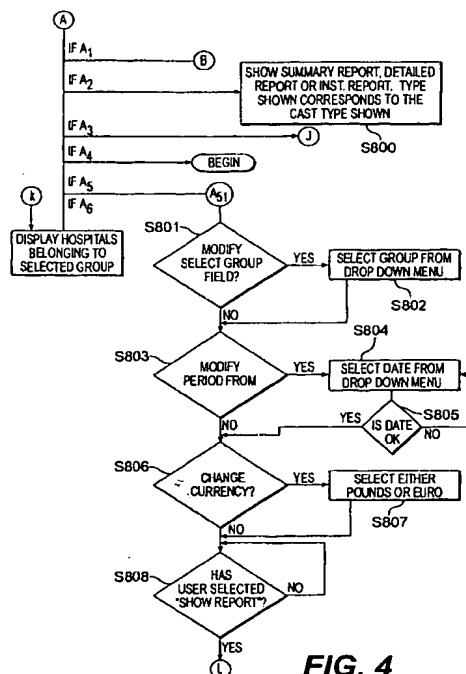 A
IF A1
B
IF A2
SHOW SUMMARY REPORT, DETAILED
REPORT OR INST. REPORT. TYPE
SHOWN CORRESPONDS TO THE
CAST TYPE SHOWN
S800
IF A3
J
IF A4
BEGIN
IF A5
A51
IF A6
k
DISPLAY HOSPITALS
BELONGING TO
SELECTED GROUP
S801
MODIFY
SELECT GROUP
FIELD?
YES
SELECT GROUP FROM
DROP DOWN MENU
S802
NO
S803
MODIFY
PERIOD FROM
YES
S804
SELECT DATE FROM
DROP DOWN MENU
S805
YES
IS DATE
OK
NO
NO
S806
CHANGE
CURRENCY?
YES
SELECT EITHER
POUNDS OR EURO
S807
NO
S808
HAS
USER SELECTED
"SHOW REPORT"?
NO
YES
L
FIG. 4